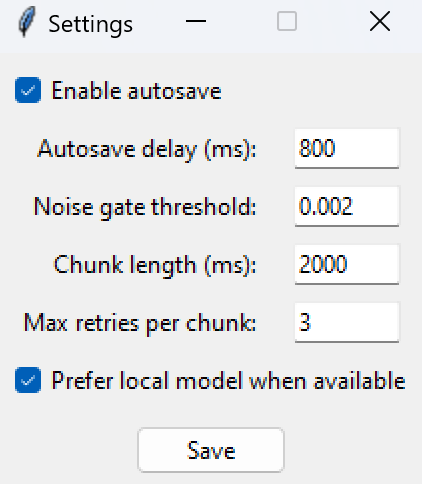 Settings
Enable autosave
Autosave delay (ms): 800
Noise gate threshold: 0.002
Chunk length (ms): 2000
Max retries per chunk: 3
Prefer local model when available
Save